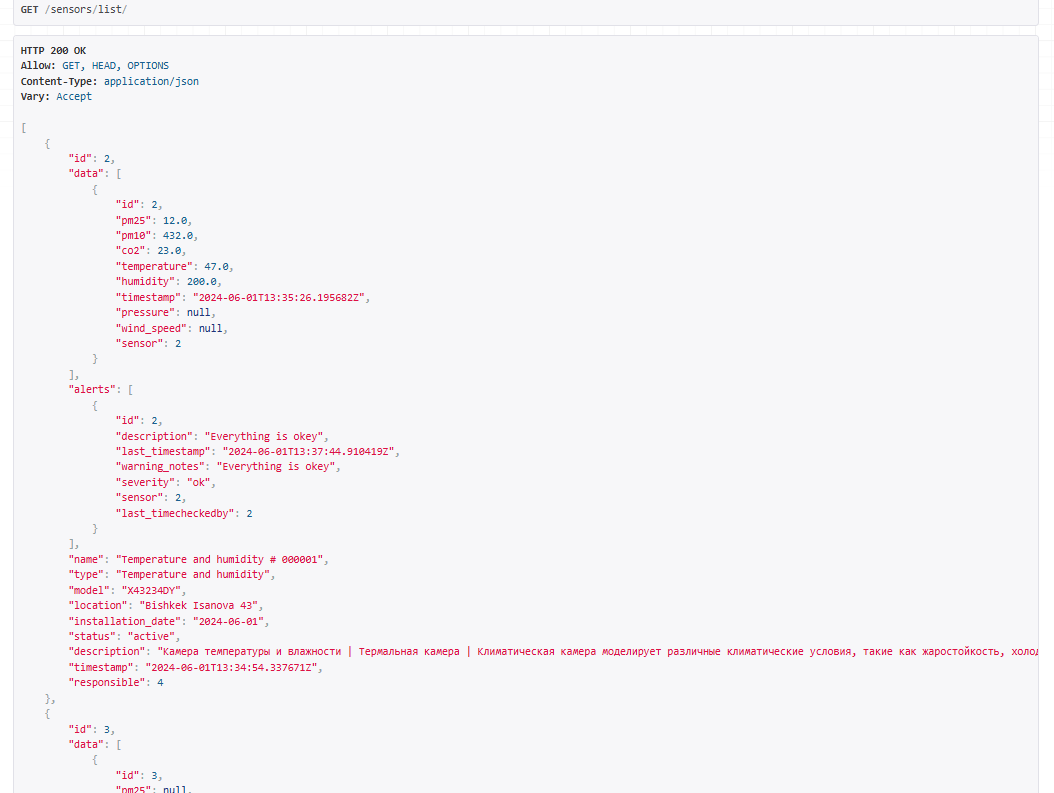 GET /sensors/list/
HTTP 200 OK
Allow: GET, HEAD, OPTIONS
Content-Type: application/json
Vary: Accept
[
{
"id": 2,
"data": [
{
"id": 2,
"pm25": 12.0,
"pm10": 432.0,
"co2": 23.0,
"temperature": 47.0,
"humidity": 200.0,
"timestamp": "2024-06-01T13:35:26.195682Z",
"pressure": null,
"wind_speed": null,
"sensor": 2
}
],
"alerts": [
{
"id": 2,
"description": "Everything is okey",
"last_timestamp": "2024-06-01T13:37:44.910419Z",
"warning_notes": "Everything is okey",
"severity": "ok",
"sensor": 2,
"last_timecheckedby": 2
}
],
"name": "Temperature and humidity # 000001",
"type": "Temperature and humidity",
"model": "X43234DY",
"location": "Bishkek Isanova 43",
"installation_date": "2024-06-01",
"status": "active",
"description": "Камера температуры и влажности | Термальная камера | Климатическая камера моделирует различные климатические условия, такие как жаростойкость, холод
"timestamp": "2024-06-01T13:34:54.337671Z",
"responsible": 4
},
{
"id": 3,
"data": [
{
"id": 3,
"pm25": null,